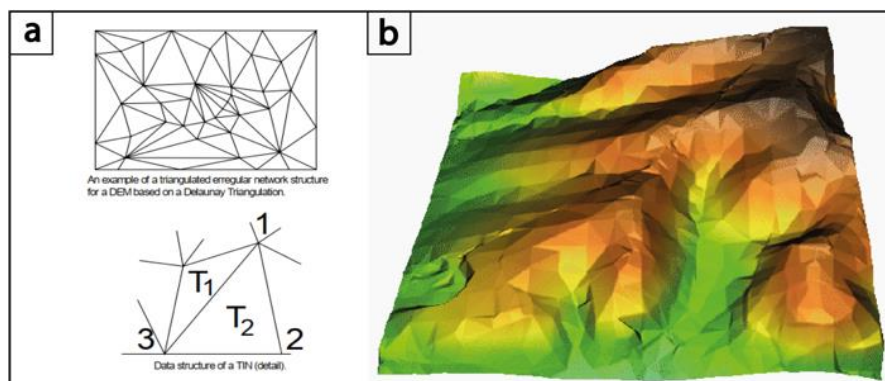 a
An example of a triangulated erregular network structure
for a DEM based on a Delaunay Triangulation.
1
T1
T2
3
2
Data structure of a TIN (detail).
b